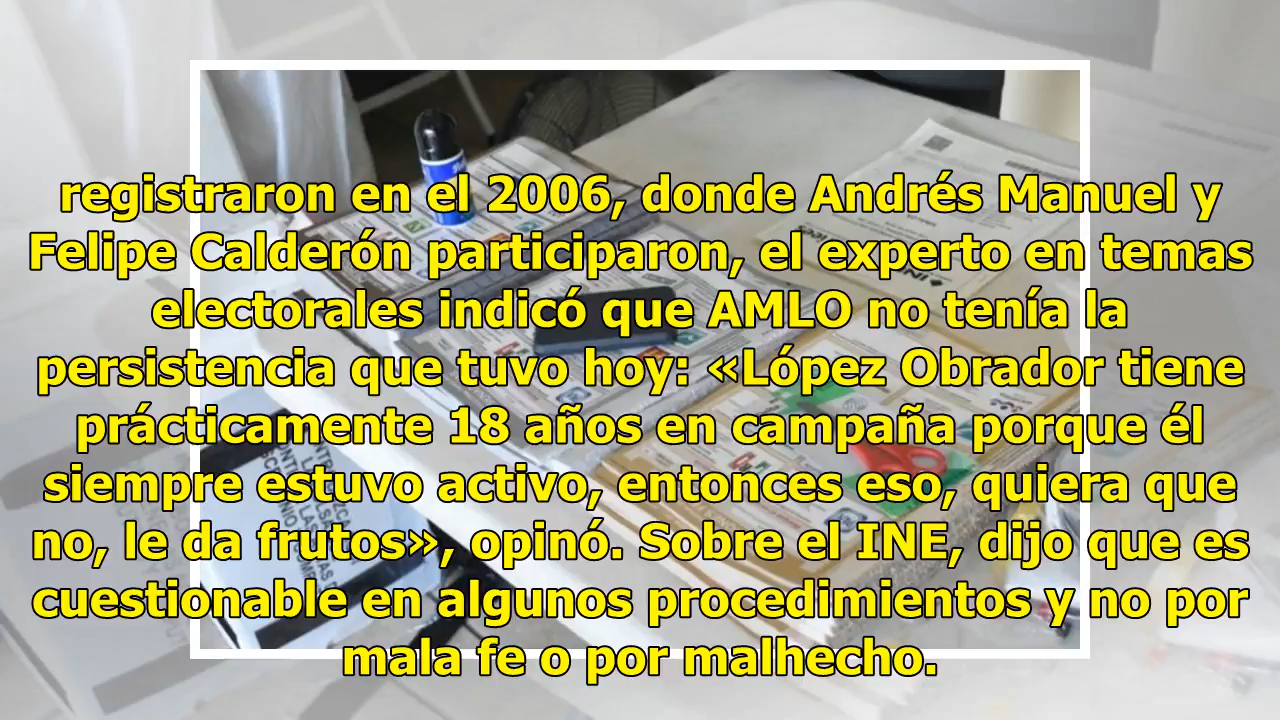 registraron en el 2006, donde Andrés Manuel y
Felipe Calderón participaron, el experto en temas
electorales indicó que AMLO no tenía la
persistencia que tuvo hoy: «López Obrador tiene
prácticamente 18 años en campaña porque él
siempre estuvo activo, entonces eso, quiera que
no, le da frutos», opinó. Sobre el INE, dijo que es
cuestionable en algunos procedimientos y no por
mala fe o por malhecho.